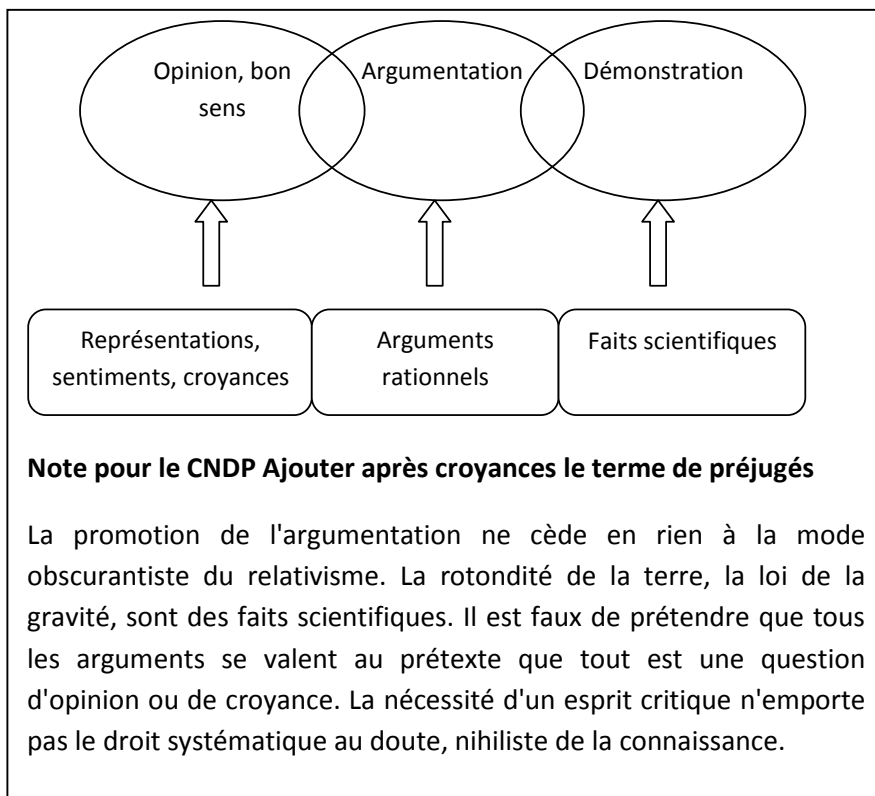 Opinion, bon
sens
Argumentation
Démonstration
Représentations,
sentiments, croyances
Arguments
rationnels
Faits scientifiques
Note pour le CNDP Ajouter après croyances le terme de préjugés
La promotion de l'argumentation ne cède en rien à la mode
obscurantiste du relativisme. La rotondité de la terre, la loi de la
gravité, sont des faits scientifiques. Il est faux de prétendre que tous
les arguments se valent au prétexte que tout est une question
d'opinion ou de croyance. La nécessité d'un esprit critique n'emporte
pas le droit systématique au doute, nihiliste de la connaissance.